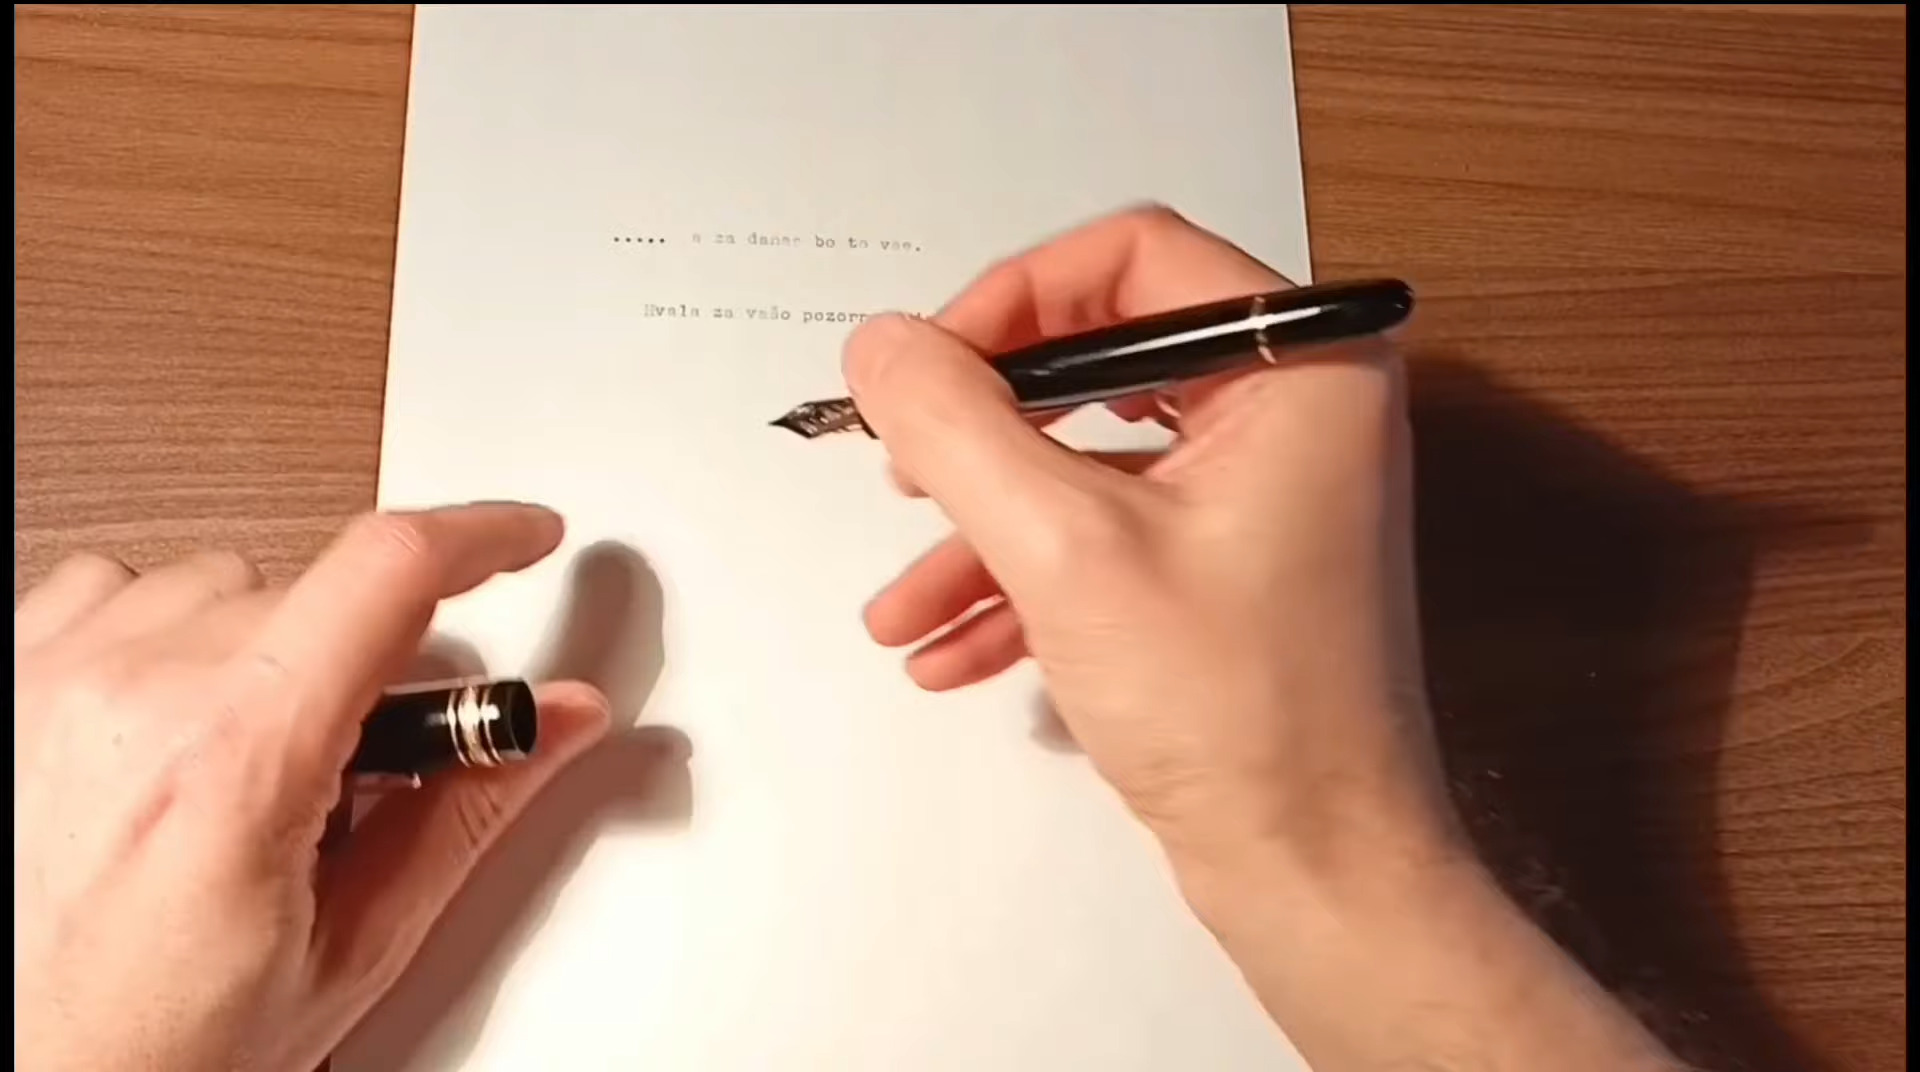 ..... a za danes bo to vse.
Hvala za vašo